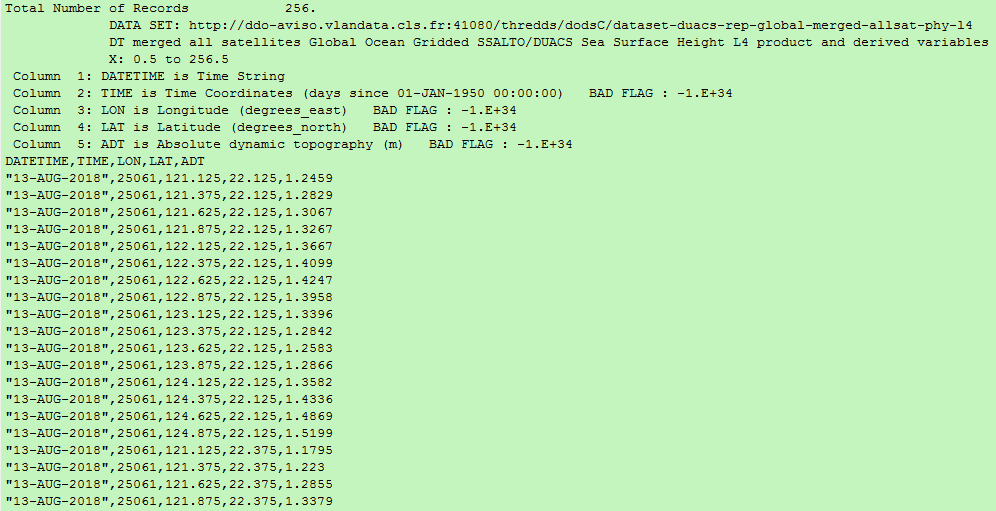 Total Number of Records 256.
DATA SET: http://ddo-aviso.vlandata.cls.fr:41080/thredds/dodsC/dataset-duacs-rep-global-merged-allsat-phy-l4
DT merged all satellites Global Ocean Gridded SSALTO/DUACS Sea Surface Height L4 product and derived variables
X: 0.5 to 256.5
Column 1: DATETIME is Time String
Column 2: TIME is Time Coordinates (days since 01-JAN-1950 00:00:00) BAD FLAG : -1.E+34
Column 3: LON is Longitude (degrees_east) BAD FLAG : -1.E+34
Column 4: LAT is Latitude (degrees_north) BAD FLAG : -1.E+34
Column 5: ADT is Absolute dynamic topography (m) BAD FLAG : -1.E+34
DATETIME,TIME,LON,LAT,ADT
"13-AUG-2018",25061,121.125,22.125,1.2459
"13-AUG-2018",25061,121.375,22.125,1.2829
"13-AUG-2018",25061,121.625,22.125,1.3067
"13-AUG-2018",25061,121.875,22.125,1.3267
"13-AUG-2018",25061,122.125,22.125,1.3667
"13-AUG-2018",25061,122.375,22.125,1.4099
"13-AUG-2018",25061,122.625,22.125,1.4247
"13-AUG-2018",25061,122.875,22.125,1.3958
"13-AUG-2018",25061,123.125,22.125,1.3396
"13-AUG-2018",25061,123.375,22.125,1.2842
"13-AUG-2018",25061,123.625,22.125,1.2583
"13-AUG-2018",25061,123.875,22.125,1.2866
"13-AUG-2018",25061,124.125,22.125,1.3582
"13-AUG-2018",25061,124.375,22.125,1.4336
"13-AUG-2018",25061,124.625,22.125,1.4869
"13-AUG-2018",25061,124.875,22.125,1.5199
"13-AUG-2018",25061,121.125,22.375,1.1795
"13-AUG-2018",25061,121.375,22.375,1.223
"13-AUG-2018",25061,121.625,22.375,1.2855
"13-AUG-2018",25061,121.875,22.375,1.3379